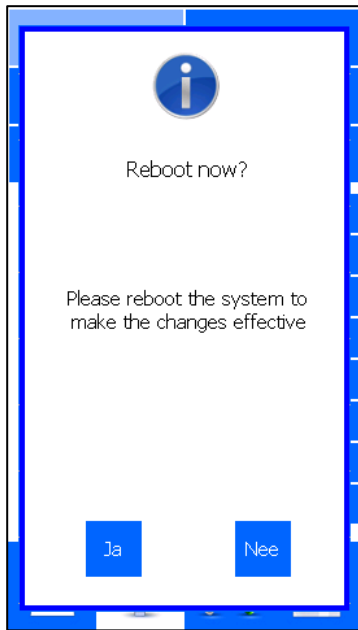 Reboot now?
Please reboot the system to
make the changes effective
Ja
Nee